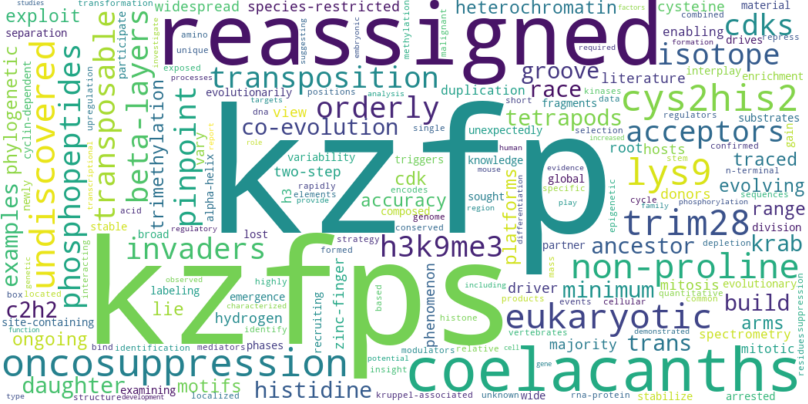 reassigned
kzfp
kzfps
coelacanths
undiscovered
phosphopeptides
transposable
beta-layers
pinpoint
transposition
orderly
co-evolution
groove
race
isotope
cdks
cys2his2
acceptors
lys9
trim28
ancestor
krab
non-proline
minimum
eukaryotic
build
trans
oncosuppression
invaders
h3k9me3
histidine
daughter
motifs
c2h2
ongoing
examples
phylogenetic
exploit
separation
widespread
species-restricted
heterochromatin
cysteine
enabling
drives
material
combined
repress
factors
studies
transformation
participate
cyclin-dependent
upregulation
transcriptional
newly
genetic
interacting
stable
trimethylation
investigate
amino
unique
exposed
processes
evolutionarily
targets
positions
dna
view
vary
variability
two-step
h3
rapidly
elements
provide
alpha-helix
acid
broad
lost
genome
regulatory
encodes
composed
conserved
triggers
cdk
accuracy
single
analysis
methylation
malignant
embryonic
suggesting
duplication
fragments
data
kinases
short
unexpectedly
selection
required
formation
tetrapods
literature
interplay
enrichment
substrates
regulators
root
hosts
gain
evolving
traced
donors
confirmed
n-terminal
range
cycle
family
phosphorylation
sequences
division
driver
global
human
knowledge
sought
mouse
stem
evidence
specific
role
play
region
epigenetic
differentiation
platforms
partner
phenomenon
strategy
formed
box
located
site-containing
lie
observed
characterized
labeling
hydrogen
emergence
highly
identify
function
identification
mediators
phases
bind
structure
development
type
examining
localized
kruppel-associated
recruiting
zinc-finger
based
including
histone
products
events
cellular
vertebrates
demonstrated
potential
modulators
relative
cell
insight
gene
unknown
wide
rna-protein
majority
mitosis
evolutionary
depletion
increased
quantitative
common
mass
spectrometry
mitotic
arms
stabilize
arrested
residues
suppression